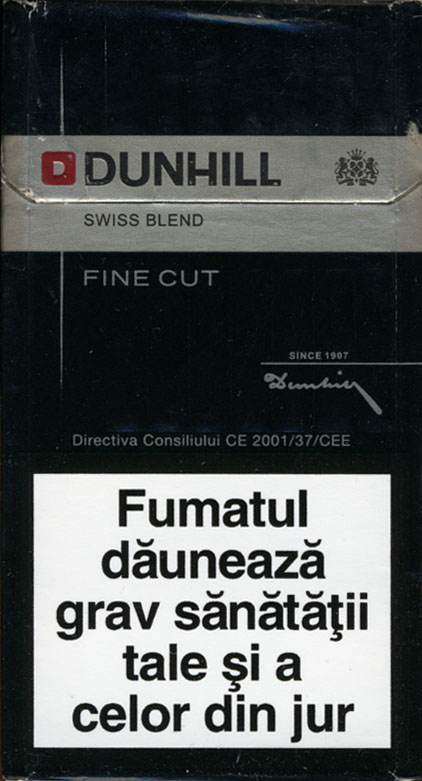 D DUNHILL
SWISS BLEND
FINE CUT
SINCE 1907
Dunhill
Directiva Consiliului CE 2001/37/CEE
Fumatul
dăunează
grav sănătăţii
tale şi a
celor din jur